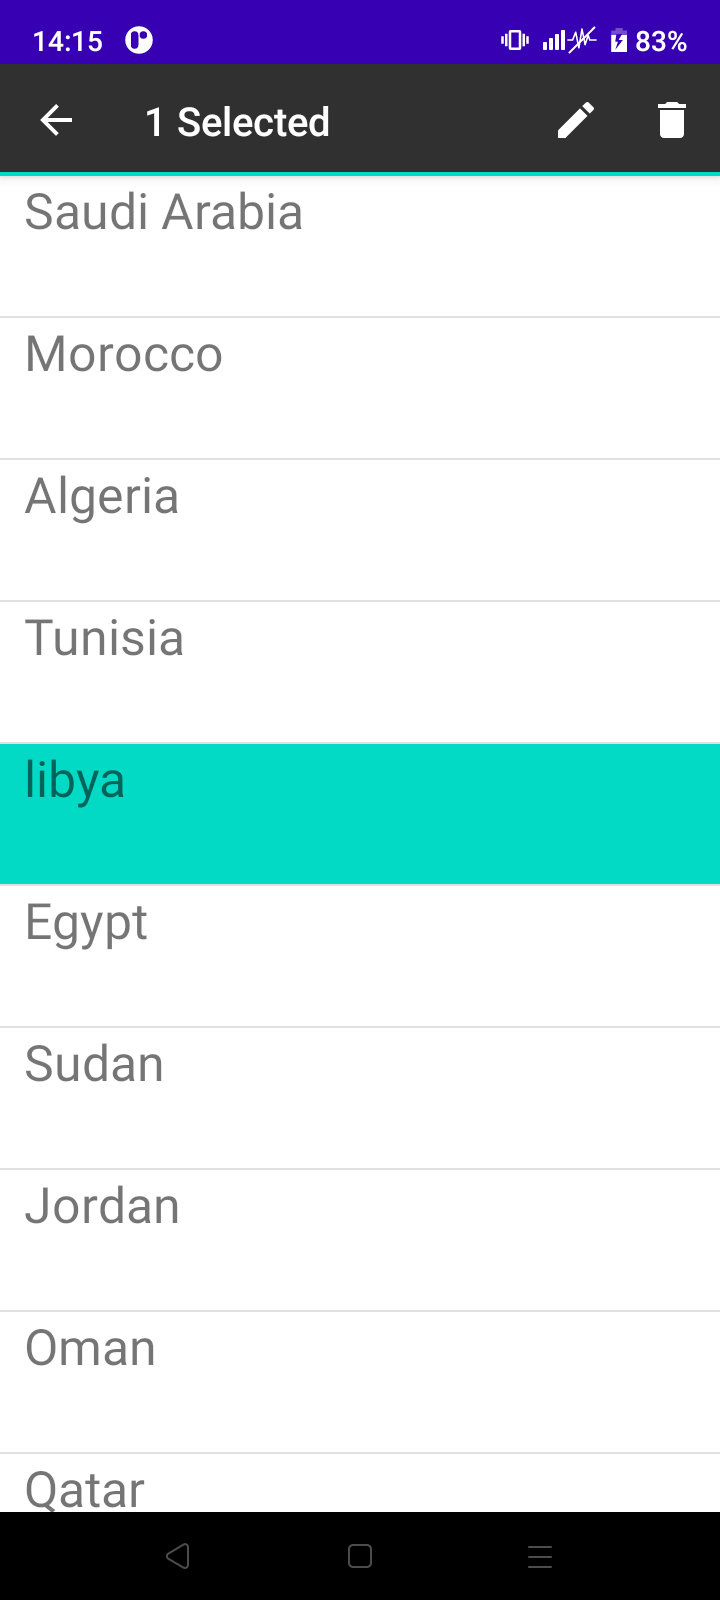 14:15 83%
1 Selected
Saudi Arabia
Morocco
Algeria
Tunisia
libya
Egypt
Sudan
Jordan
Oman
Qatar